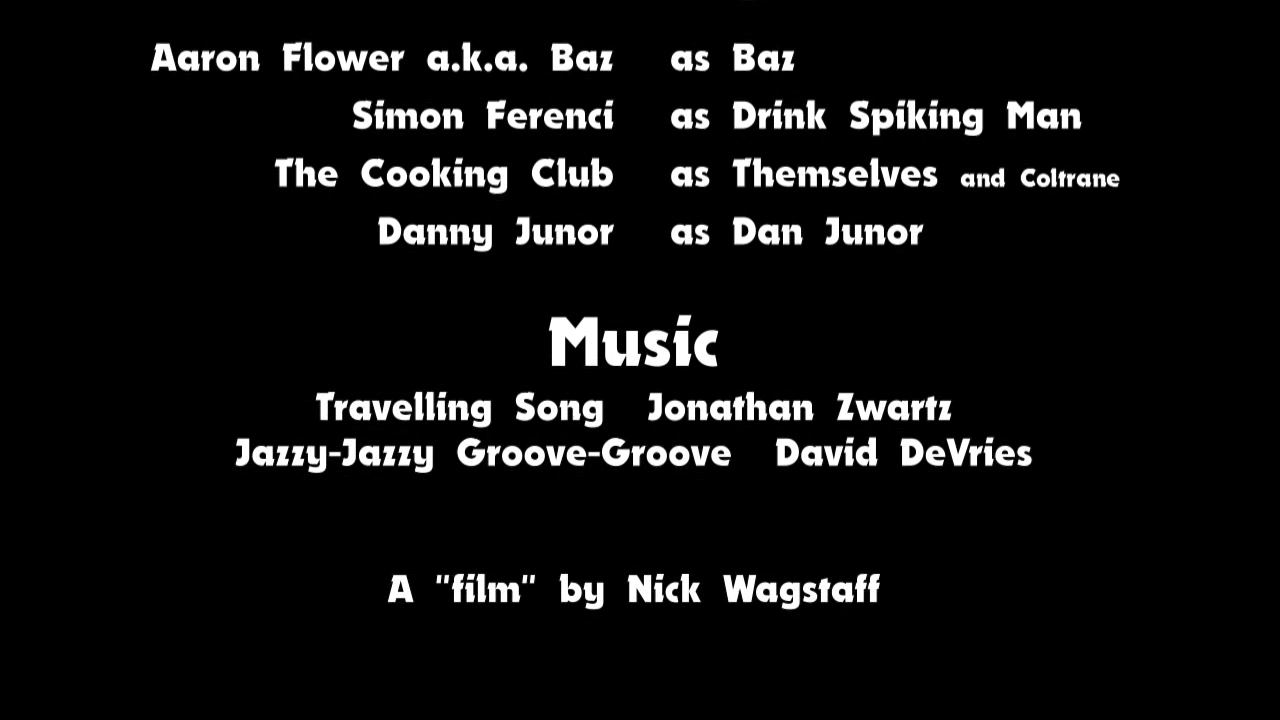 Aaron Flower a.k.a. Baz as Baz
Simon Ferenci as Drink Spiking Man
The Cooking Club as Themselves and Coltrane
Danny Junor as Dan Junor
Music
Travelling Song Jonathan Zwartz
Jazzy-Jazzy Groove-Groove David DeVries
A "film" by Nick Wagstaff